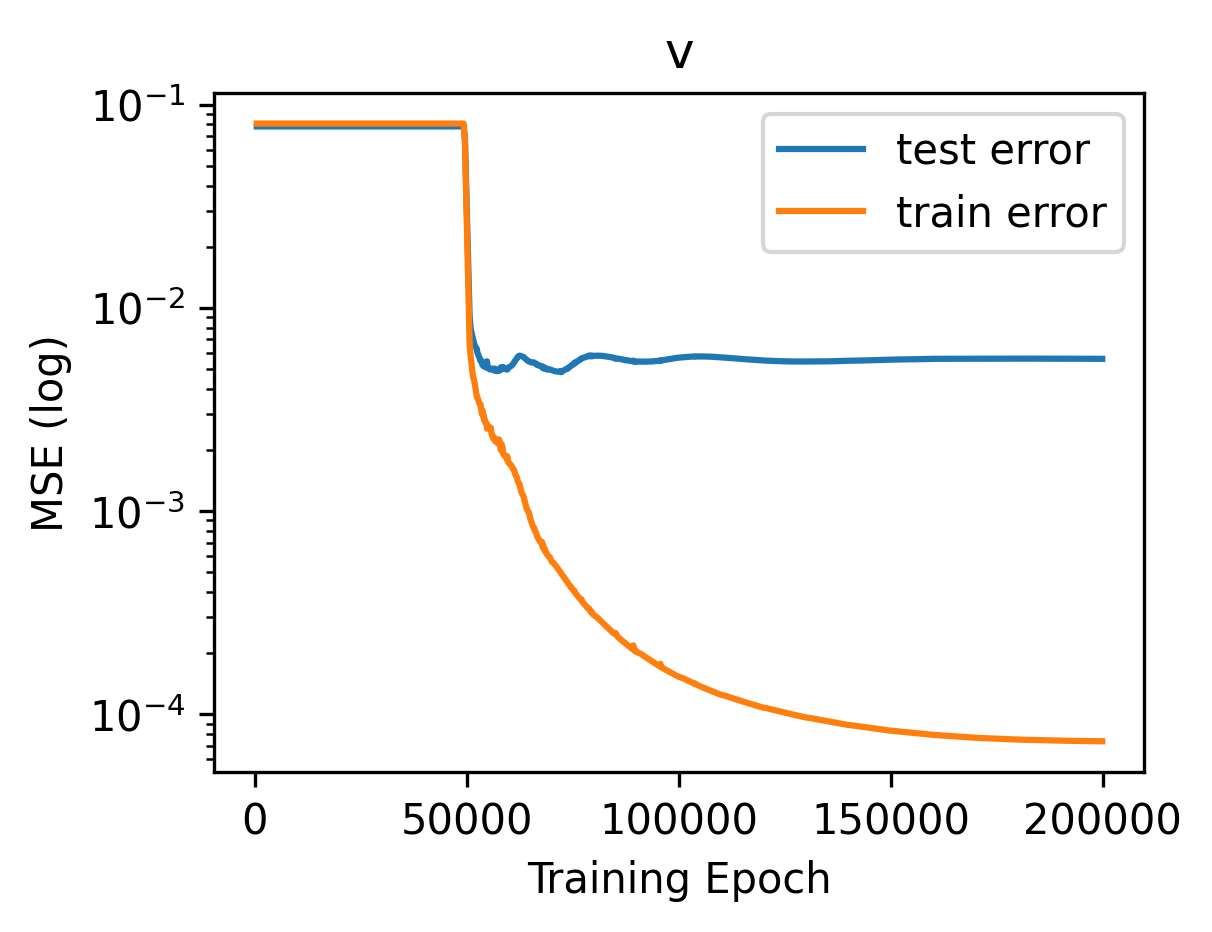 v
10⁻¹
10⁻²
10⁻³
10⁻⁴
MSE (log)
test error
train error
0 50000 100000 150000 200000
Training Epoch